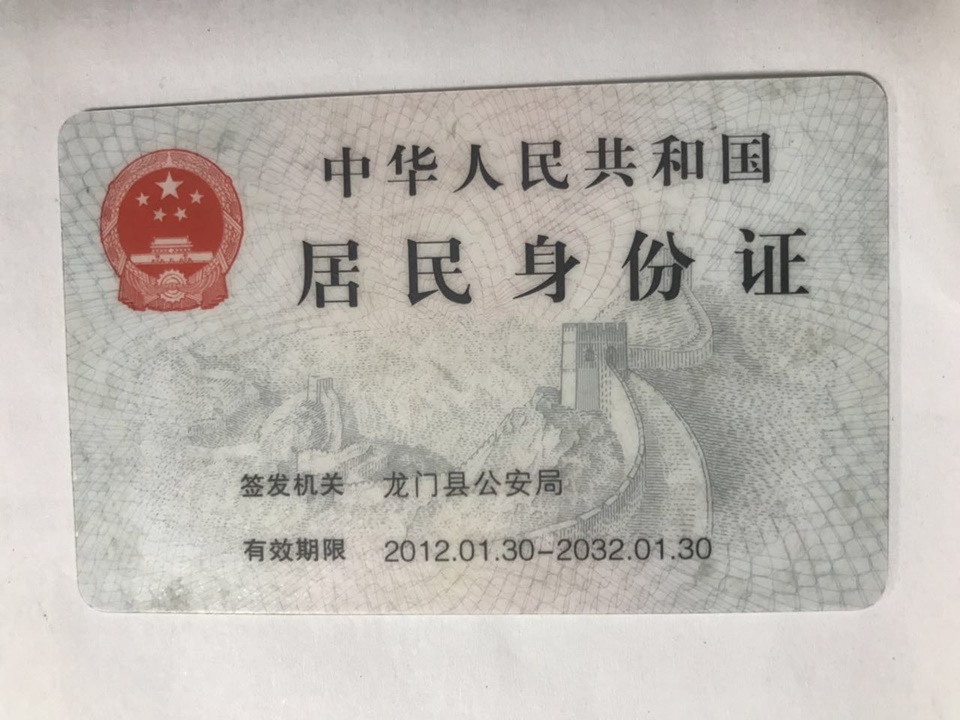 中华人民共和国
居民身份证
签发机关 龙门县公安局
有效期限 2012.01.30-2032.01.30